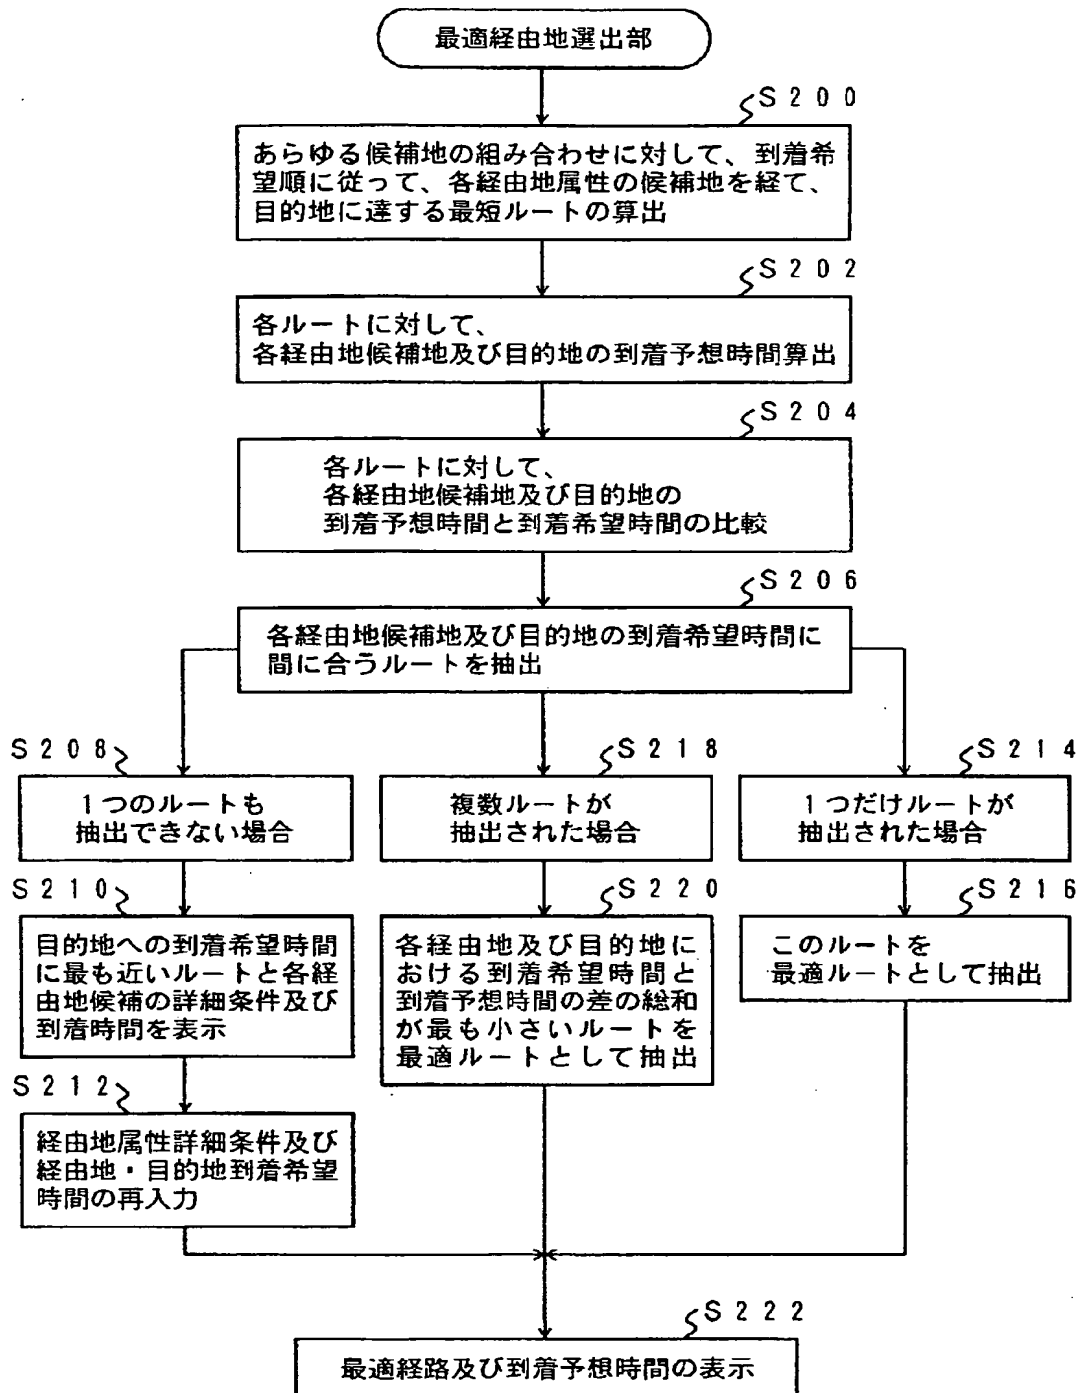 最適経由地選出部
S200
あらゆる候補地の組み合わせに対して、到着希
望順に従って、各経由地属性の候補地を経て、
目的地に達する最短ルートの算出
S202
各ルートに対して、
各経由地候補地及び目的地の到着予想時間算出
S204
各ルートに対して、
各経由地候補地及び目的地の
到着予想時間と到着希望時間の比較
S206
各経由地候補地及び目的地の到着希望時間に
間に合うルートを抽出
S208
1つのルートも
抽出できない場合
S210
目的地への到着希望時間
に最も近いルートと各経
由地候補の詳細条件及び
到着時間を表示
S212
経由地属性詳細条件及び
経由地・目的地到着希望
時間の再入力
S218
複数ルートが
抽出された場合
S220
各経由地及び目的地に
おける到着希望時間と
到着予想時間の差の総和
が最も小さいルートを
最適ルートとして抽出
S214
1つだけルートが
抽出された場合
S216
このルートを
最適ルートとして抽出
S222
最適経路及び到着予想時間の表示